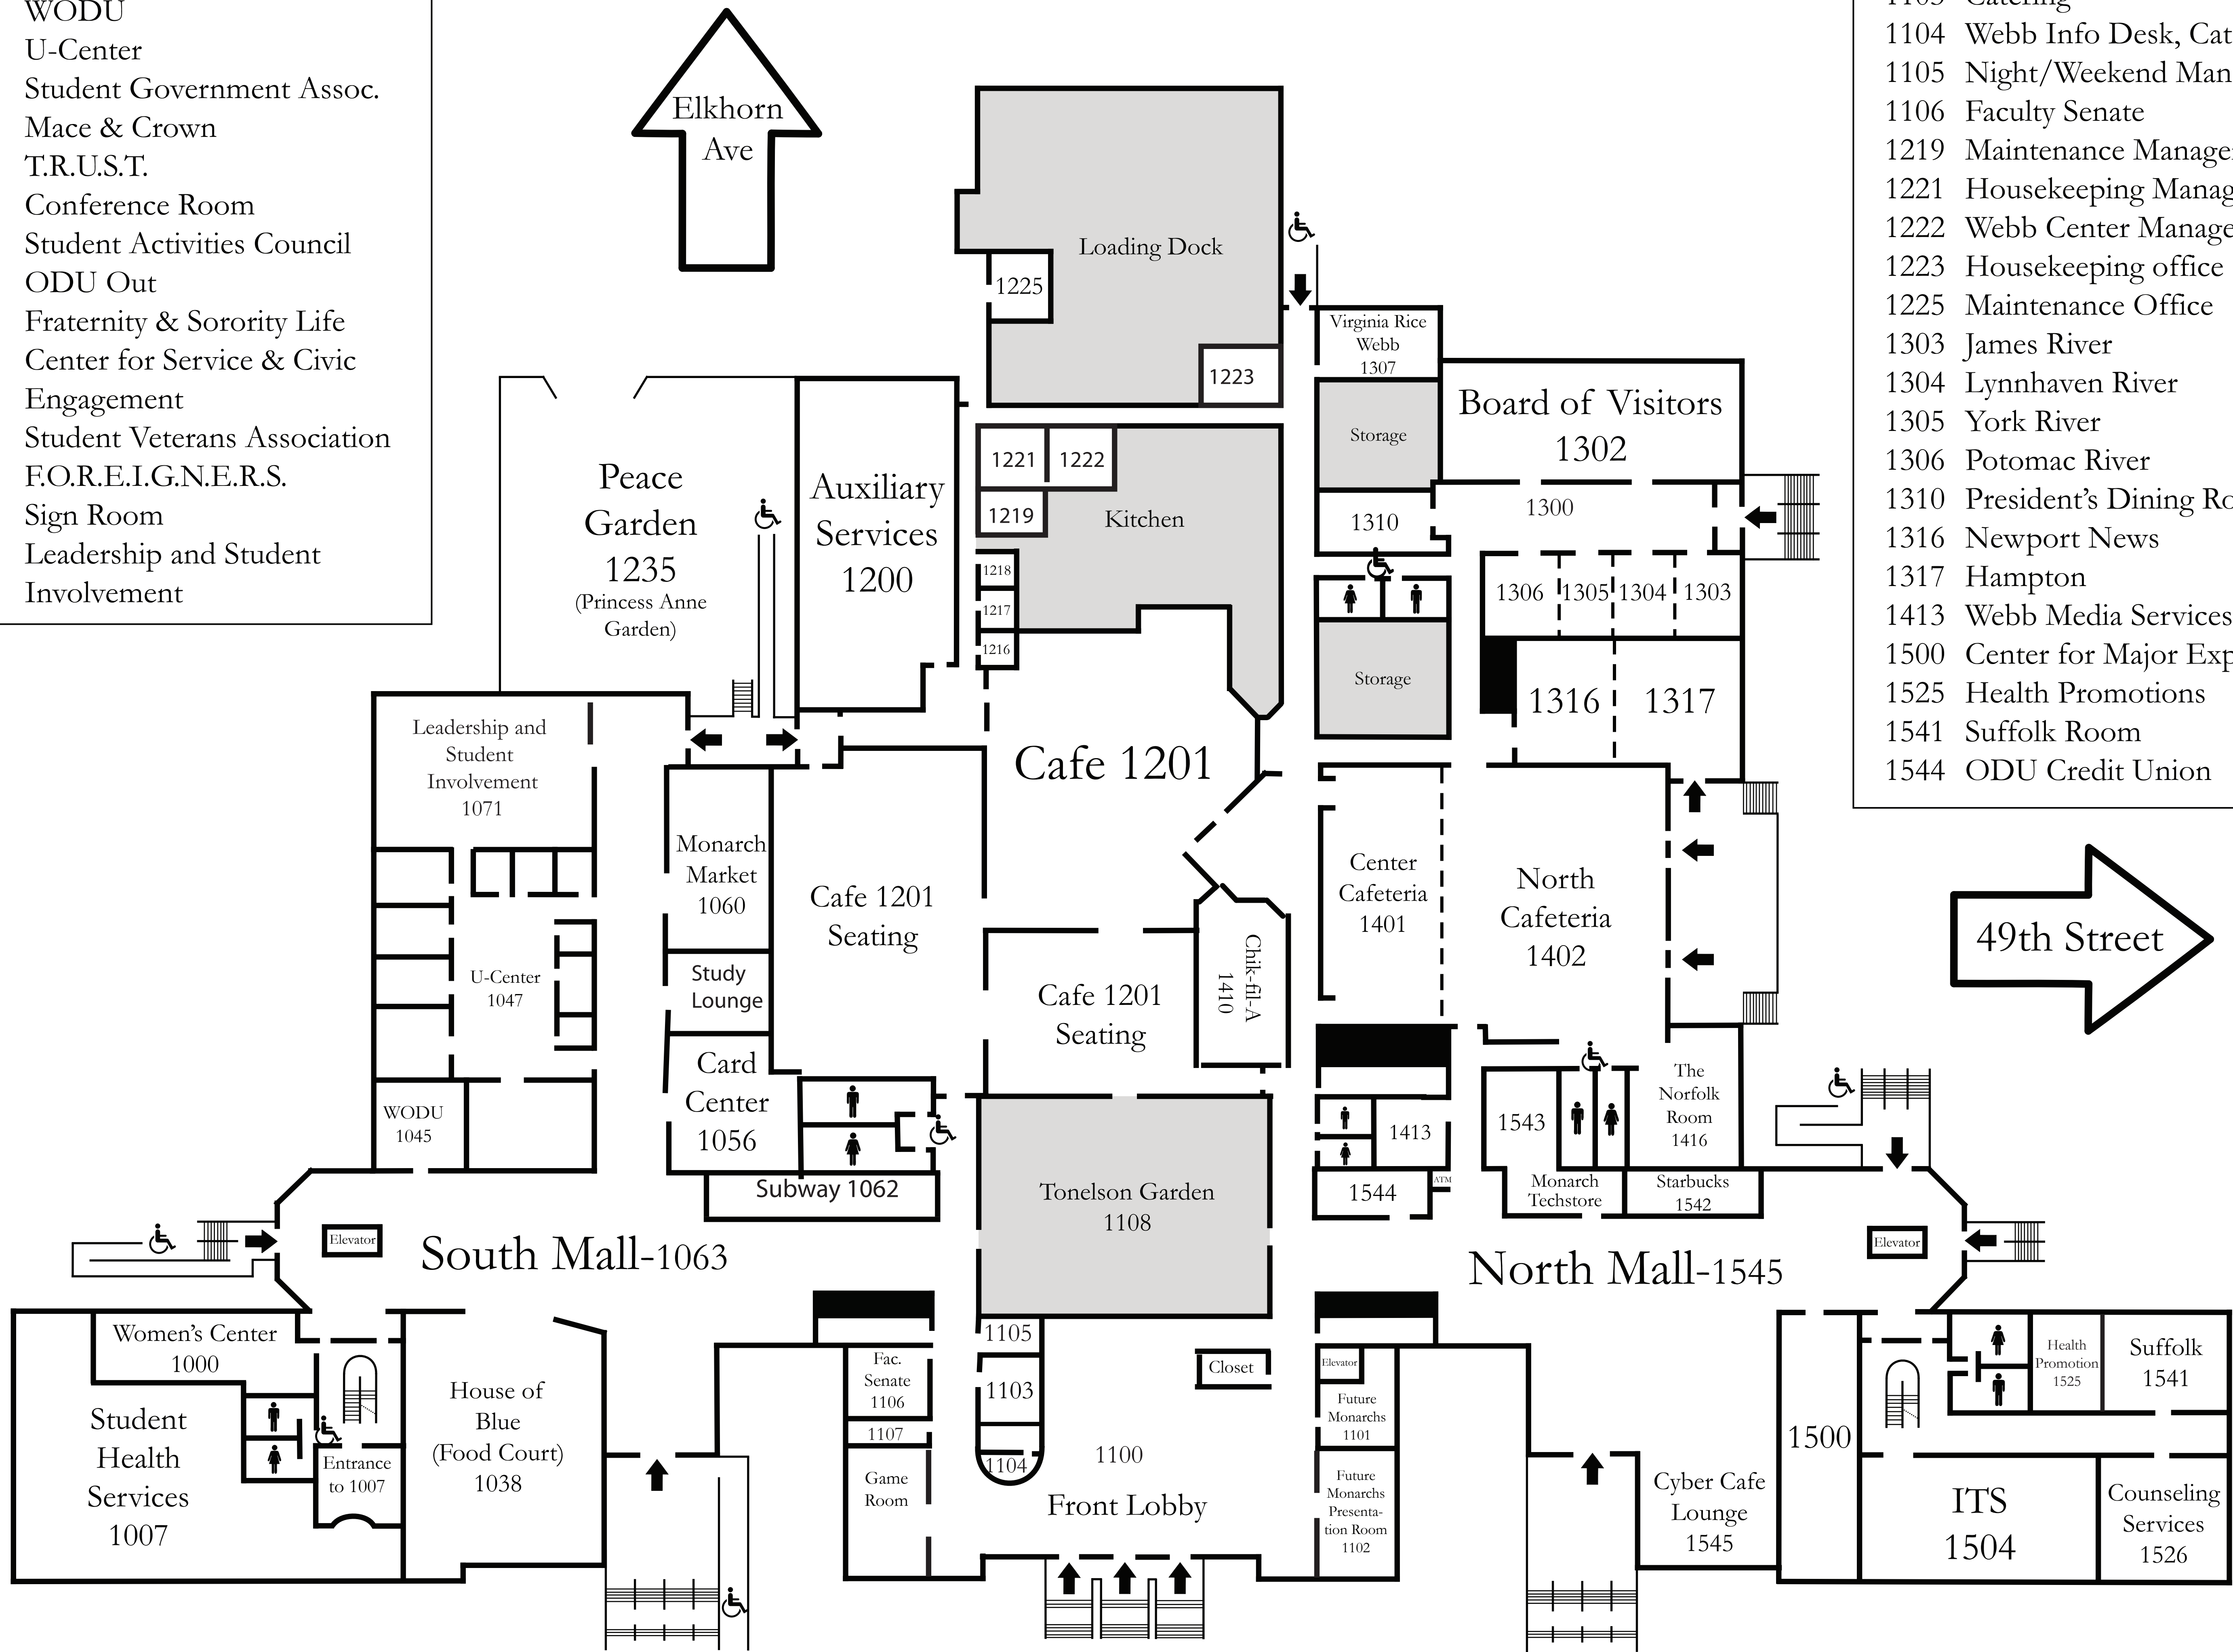 WODU
U-Center
Student Government Assoc.
Mace & Crown
T.R.U.S.T.
Conference Room
Student Activities Council
ODU Out
Fraternity & Sorority Life
Center for Service & Civic
Engagement
Student Veterans Association
F.O.R.E.I.G.N.E.R.S.
Sign Room
Leadership and Student
Involvement
Elkhorn
Ave
Loading Dock
1225
1223
Virginia Rice
Webb
1307
Storage
Board of Visitors
1302
1300
1310
1306
1305
1304
1303
Storage
1316
1317
Peace
Garden
1235
(Princess Anne
Garden)
Auxiliary
Services
1200
1221
1222
1219
Kitchen
1218
1217
1216
Cafe 1201
Leadership and
Student
Involvement
1071
Monarch
Market
1060
Cafe 1201
Seating
Study
Lounge
Card
Center
1056
U-Center
1047
WODU
1045
Subway 1062
Cafe 1201
Seating
Chik-fil-A
1410
Center
Cafeteria
1401
North
Cafeteria
1402
The
Norfolk
Room
1416
1543
1413
1544
ATM
Monarch
Techstore
Starbucks
1542
Tonelson Garden
1108
Elevator
South Mall-1063
North Mall-1545
Elevator
Women's Center
1000
Student
Health
Services
1007
Entrance
to 1007
House of
Blue
(Food Court)
1038
Fac.
Senate
1106
1107
Game
Room
1105
1103
1104
Closet
1100
Front Lobby
Elevator
Future
Monarchs
1101
Future
Monarchs
Presenta-
tion Room
1102
Cyber Cafe
Lounge
1545
1500
Health
Promotion
1525
Suffolk
1541
ITS
1504
Counseling
Services
1526
49th Street
1103 Catering
1104 Webb Info Desk, Cat
1105 Night/Weekend Man
1106 Faculty Senate
1219 Maintenance Manage
1221 Housekeeping Manag
1222 Webb Center Manage
1223 Housekeeping office
1225 Maintenance Office
1303 James River
1304 Lynnhaven River
1305 York River
1306 Potomac River
1310 President's Dining Ro
1316 Newport News
1317 Hampton
1413 Webb Media Services
1500 Center for Major Exp
1525 Health Promotions
1541 Suffolk Room
1544 ODU Credit Union